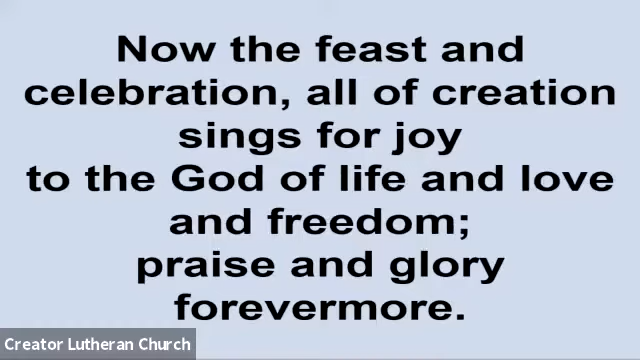 Now the feast and
celebration, all of creation
sings for joy
to the God of life and love
and freedom;
praise and glory
forevermore.
Creator Lutheran Church